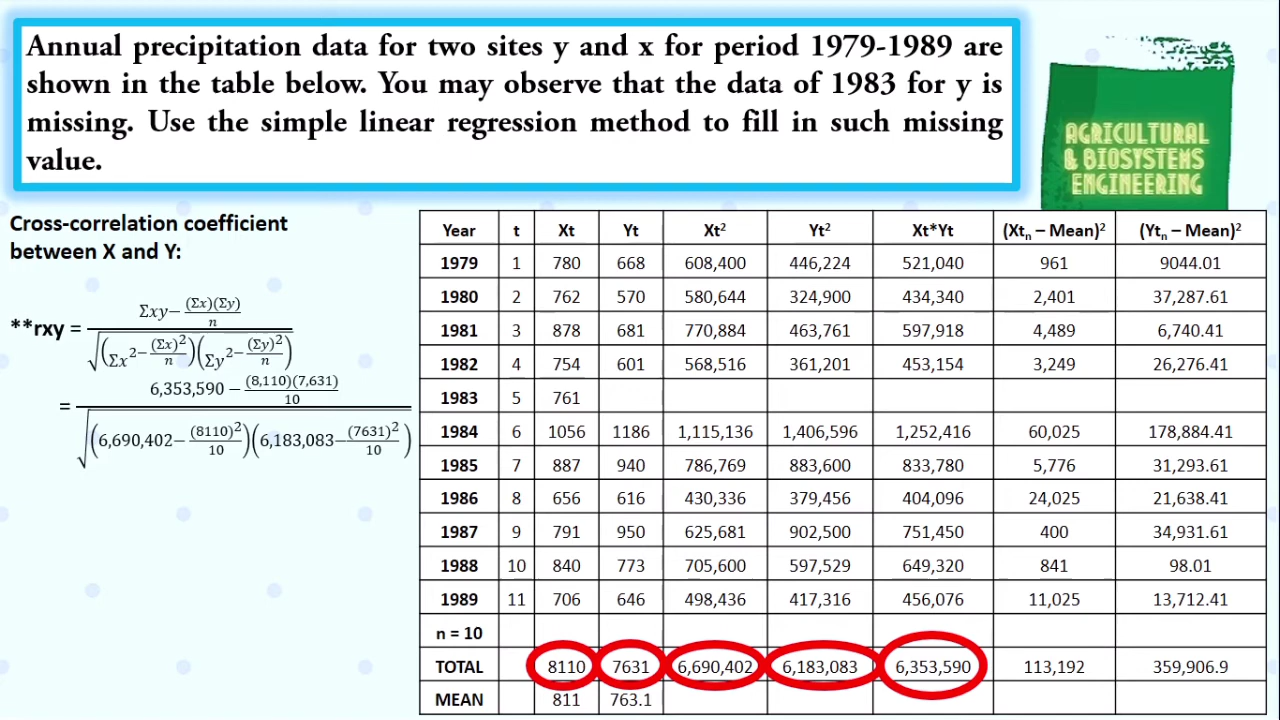 Annual precipitation data for two sites y and x for period 1979-1989 are
shown in the table below. You may observe that the data of 1983 for y is
missing. Use the simple linear regression method to fill in such missing
value.
AGRICULTURAL
& BIOSYSTEMS
ENGINEERING
Cross-correlation coefficient
between X and Y:
**rxy = (Σxy− (Σx)(Σy)/n) / √((Σx²− (Σx)²/n)(Σy²− (Σy)²/n))
= (6,353,590 − (8,110)(7,631)/10) / √((6,690,402− (8110)²/10)(6,183,083− (7631)²/10))
Year t Xt Yt Xt² Yt² Xt*Yt (Xtₙ – Mean)² (Ytₙ – Mean)²
1979 1 780 668 608,400 446,224 521,040 961 9044.01
1980 2 762 570 580,644 324,900 434,340 2,401 37,287.61
1981 3 878 681 770,884 463,761 597,918 4,489 6,740.41
1982 4 754 601 568,516 361,201 453,154 3,249 26,276.41
1983 5 761
1984 6 1056 1186 1,115,136 1,406,596 1,252,416 60,025 178,884.41
1985 7 887 940 786,769 883,600 833,780 5,776 31,293.61
1986 8 656 616 430,336 379,456 404,096 24,025 21,638.41
1987 9 791 950 625,681 902,500 751,450 400 34,931.61
1988 10 840 773 705,600 597,529 649,320 841 98.01
1989 11 706 646 498,436 417,316 456,076 11,025 13,712.41
n = 10
TOTAL 8110 7631 6,690,402 6,183,083 6,353,590 113,192 359,906.9
MEAN 811 763.1